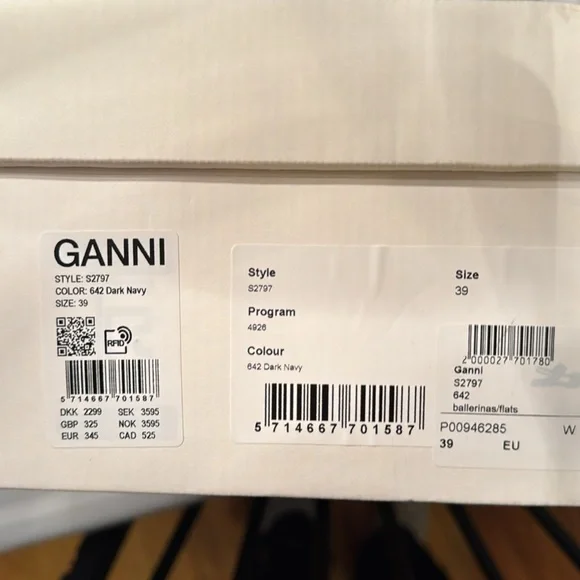 GANNI
STYLE: S2797
COLOR: 642 Dark Navy
SIZE: 39
RFID
5 714667 701587
DKK 2299 SEK 3595
GBP 325 NOK 3595
EUR 345 CAD 525
Style
S2797
Program
4926
Colour
642 Dark Navy
5 714667 701587
Size
39
2 000027 701780
Ganni
S2797
642
ballerinas/flats
P00946285 W
39 EU